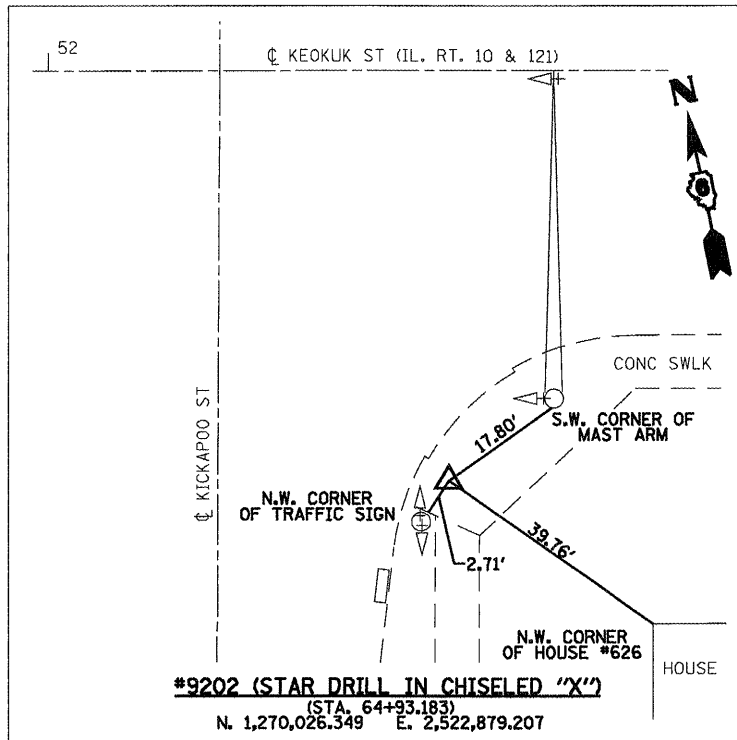 52
℄ KEOKUK ST (IL. RT. 10 & 121)
N
6
CONC SWLK
℄ KICKAPOO ST
17.80'
S.W. CORNER OF
MAST ARM
N.W. CORNER
OF TRAFFIC SIGN
39.76'
2.71'
N.W. CORNER
OF HOUSE #626
HOUSE
#9202 (STAR DRILL IN CHISELED "X")
(STA. 64+93.183)
N. 1,270,026.349 E. 2,522,879.207